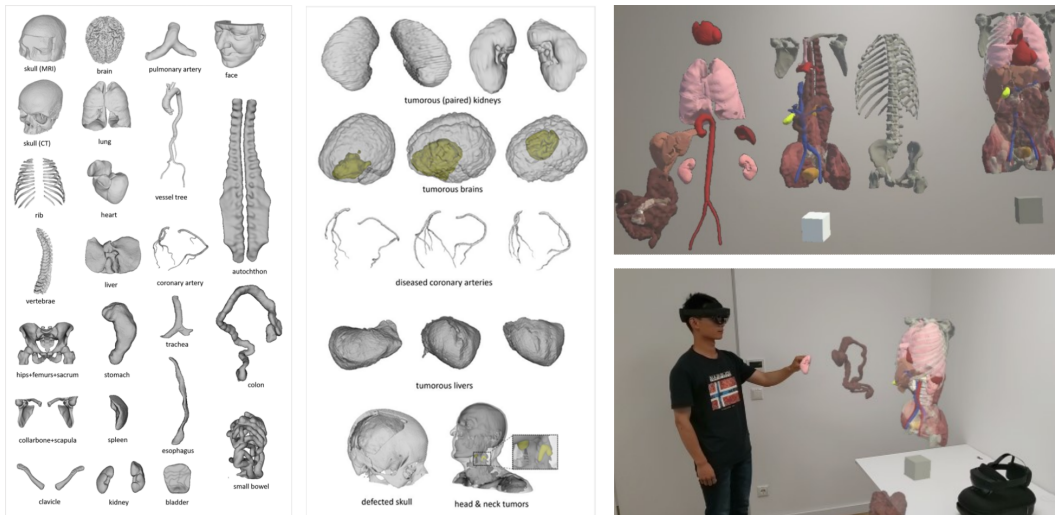 skull (MRI)
brain
pulmonary artery
face
skull (CT)
lung
vessel tree
rib
heart
autochthon
vertebrae
liver
coronary artery
hips+femurs+sacrum
stomach
trachea
colon
collarbone+scapula
spleen
esophagus
clavicle
kidney
bladder
small bowel
tumorous (paired) kidneys
tumorous brains
diseased coronary arteries
tumorous livers
defected skull
head & neck tumors